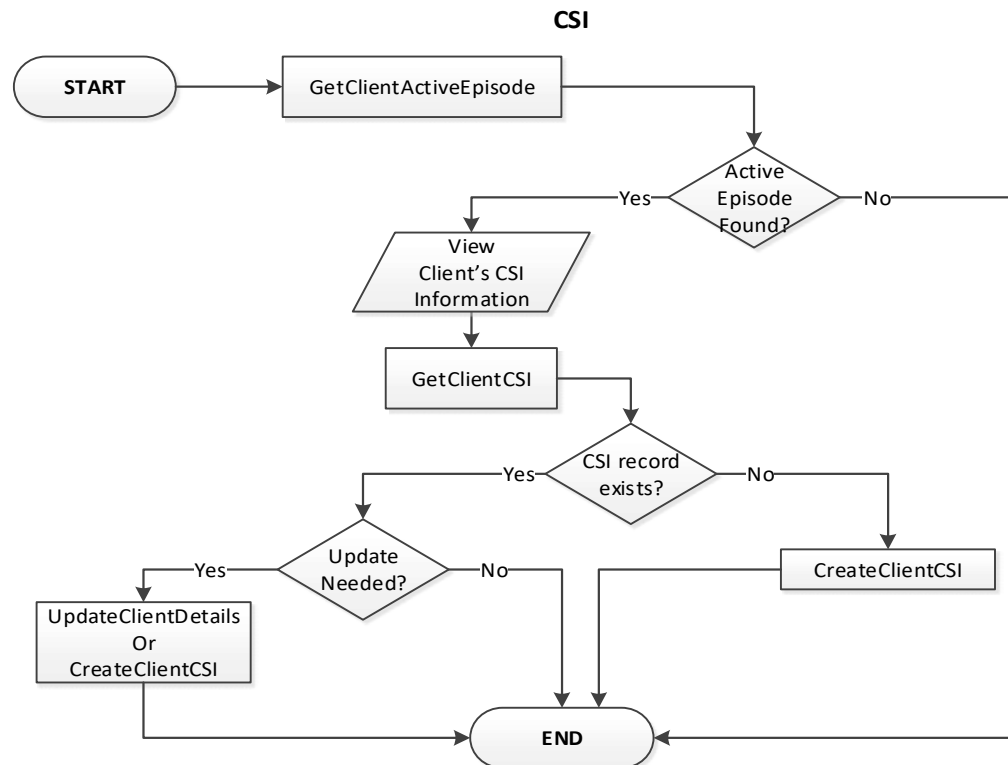 CSI
START
GetClientActiveEpisode
Active
Episode
Found?
Yes
No
View
Client's CSI
Information
GetClientCSI
CSI record
exists?
Yes
No
Update
Needed?
Yes
No
CreateClientCSI
UpdateClientDetails
Or
CreateClientCSI
END